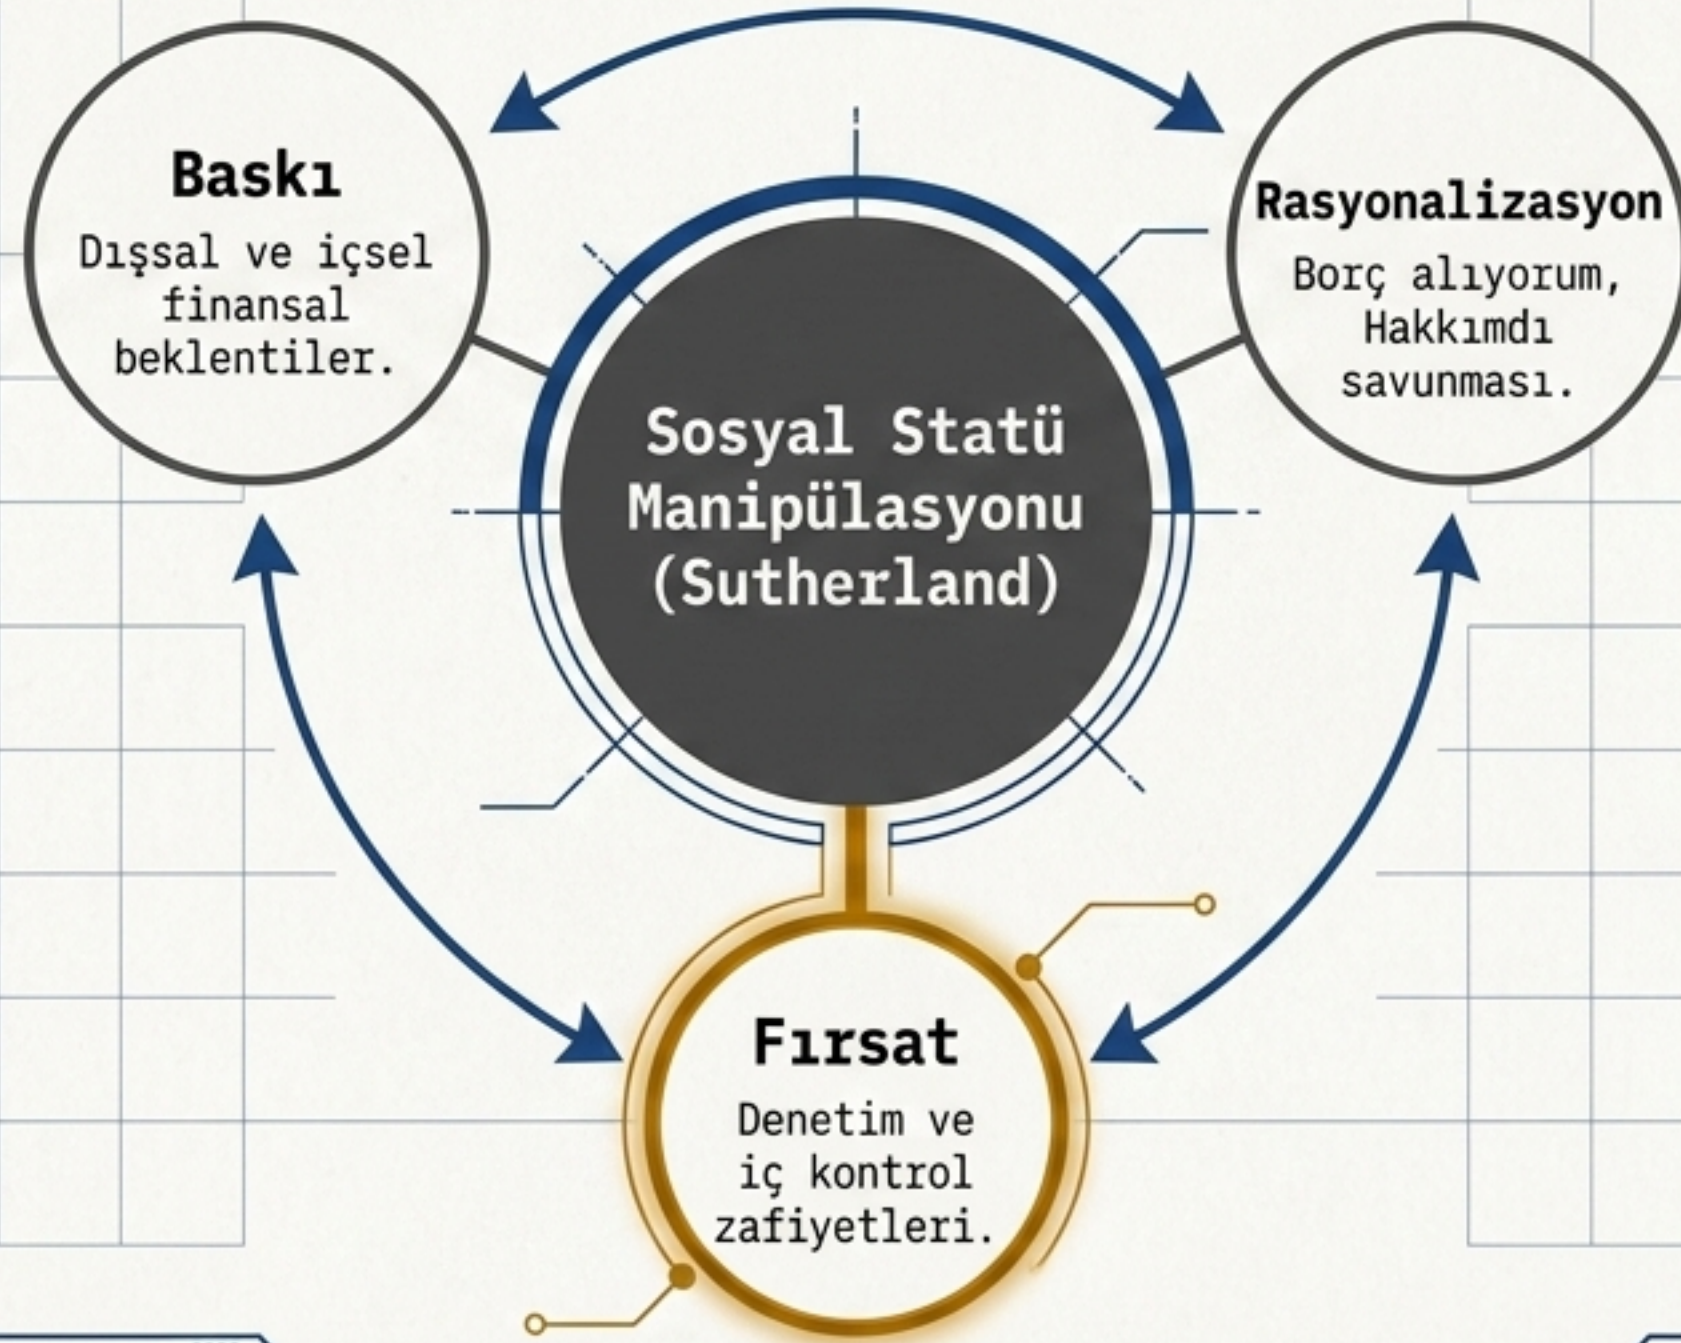 Baskı
Dışsal ve içsel
finansal
beklentiler.
Rasyonalizasyon
Borç alıyorum,
Hakkımdı
savunması.
Sosyal Statü
Manipülasyonu
(Sutherland)
Fırsat
Denetim ve
iç kontrol
zafiyetleri.